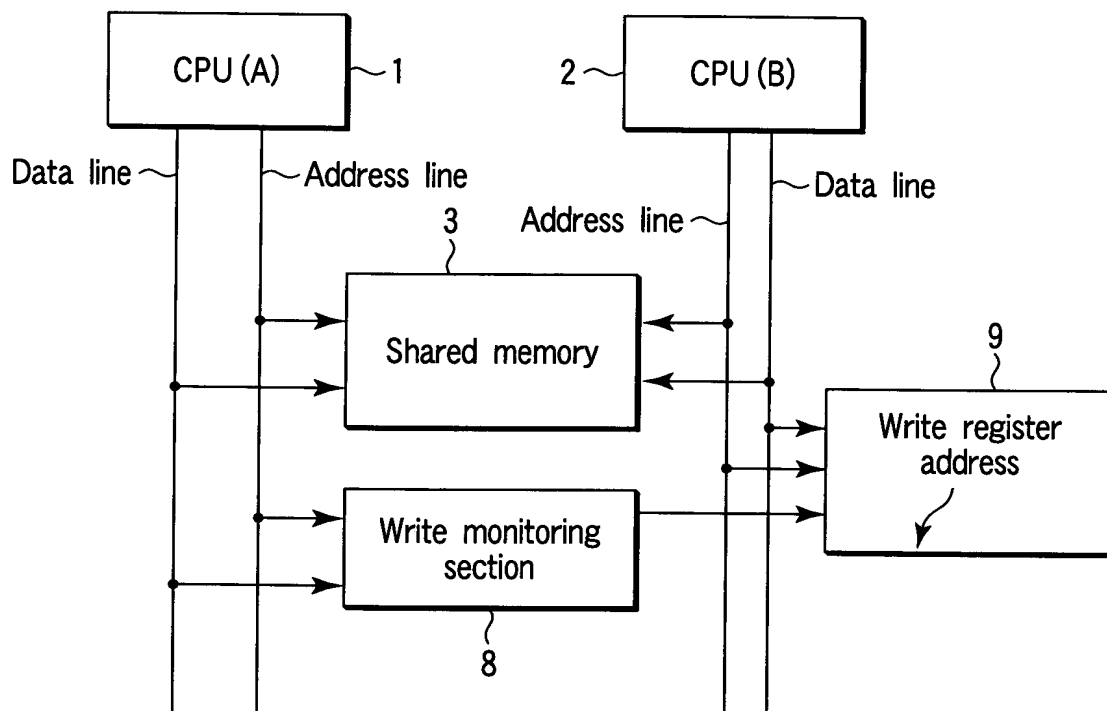 CPU(A)
1
2
CPU(B)
Data line
Address line
Data line
Address line
3
Shared memory
9
Write register
address
Write monitoring
section
8